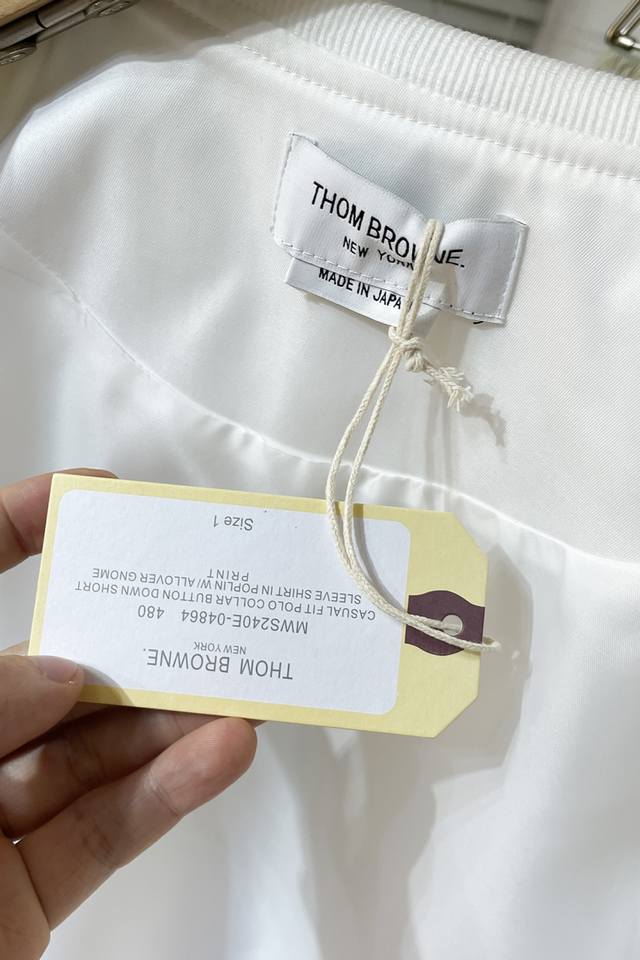 THOM BROWNE.
NEW YORK
MADE IN JAPA
THOM BROWNE.
NEW YORK
MWS240E-04864 480
CASUAL FIT POLO COLLAR BUTTON DOWN SHORT
SLEEVE SHIRT IN POPLIN W/ ALLOVER GNOME
PRINT
Size 1